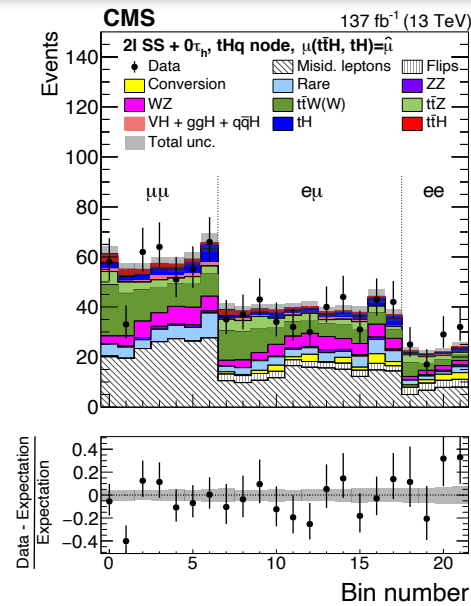 CMS 137 fb⁻¹ (13 TeV)
2l SS + 0τh, tHq node, μ(tt̄H, tH)=μ̂
Data Misid. leptons Flips
Conversion Rare ZZ
WZ tt̄W(W) tt̄Z
VH + ggH + qq̄H tH tt̄H
Total unc.
μμ eμ ee
Events
140
120
100
80
60
40
20
0
Data - Expectation
Expectation
0.4
0.2
0
−0.2
−0.4
0 5 10 15 20
Bin number